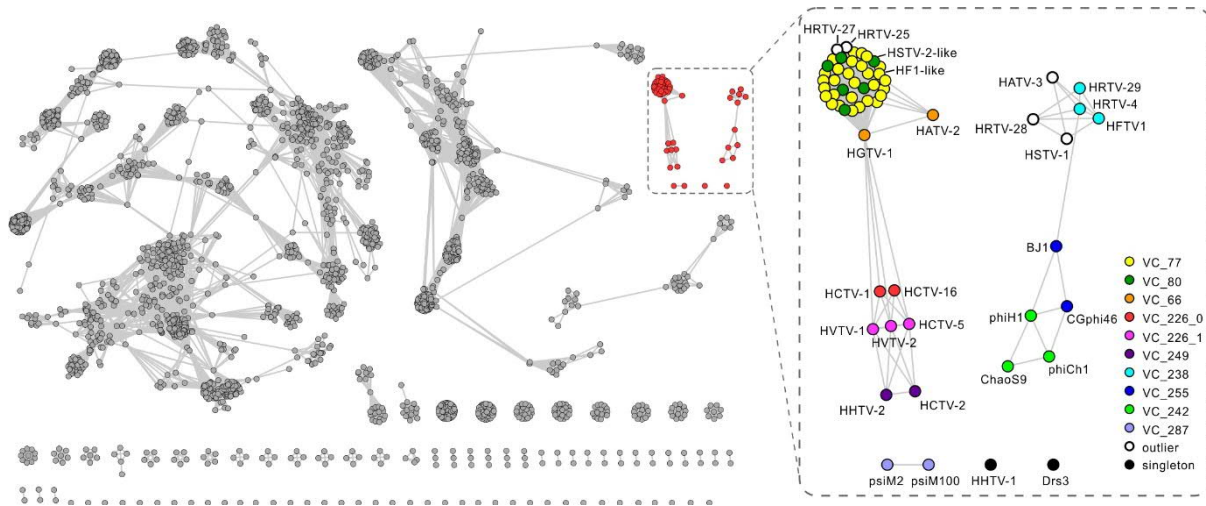 HRTV-27
HRTV-25
HSTV-2-like
HF1-like
HATV-2
HGTV-1
HATV-3
HRTV-29
HRTV-4
HRTV-28
HFTV1
HSTV-1
BJ1
HCTV-1
HCTV-16
HVTV-1
HVTV-2
HCTV-5
phiH1
CGphi46
ChaoS9
phiCh1
HHTV-2
HCTV-2
psiM2
psiM100
HHTV-1
Drs3
VC_77
VC_80
VC_66
VC_226_0
VC_226_1
VC_249
VC_238
VC_255
VC_242
VC_287
outlier
singleton